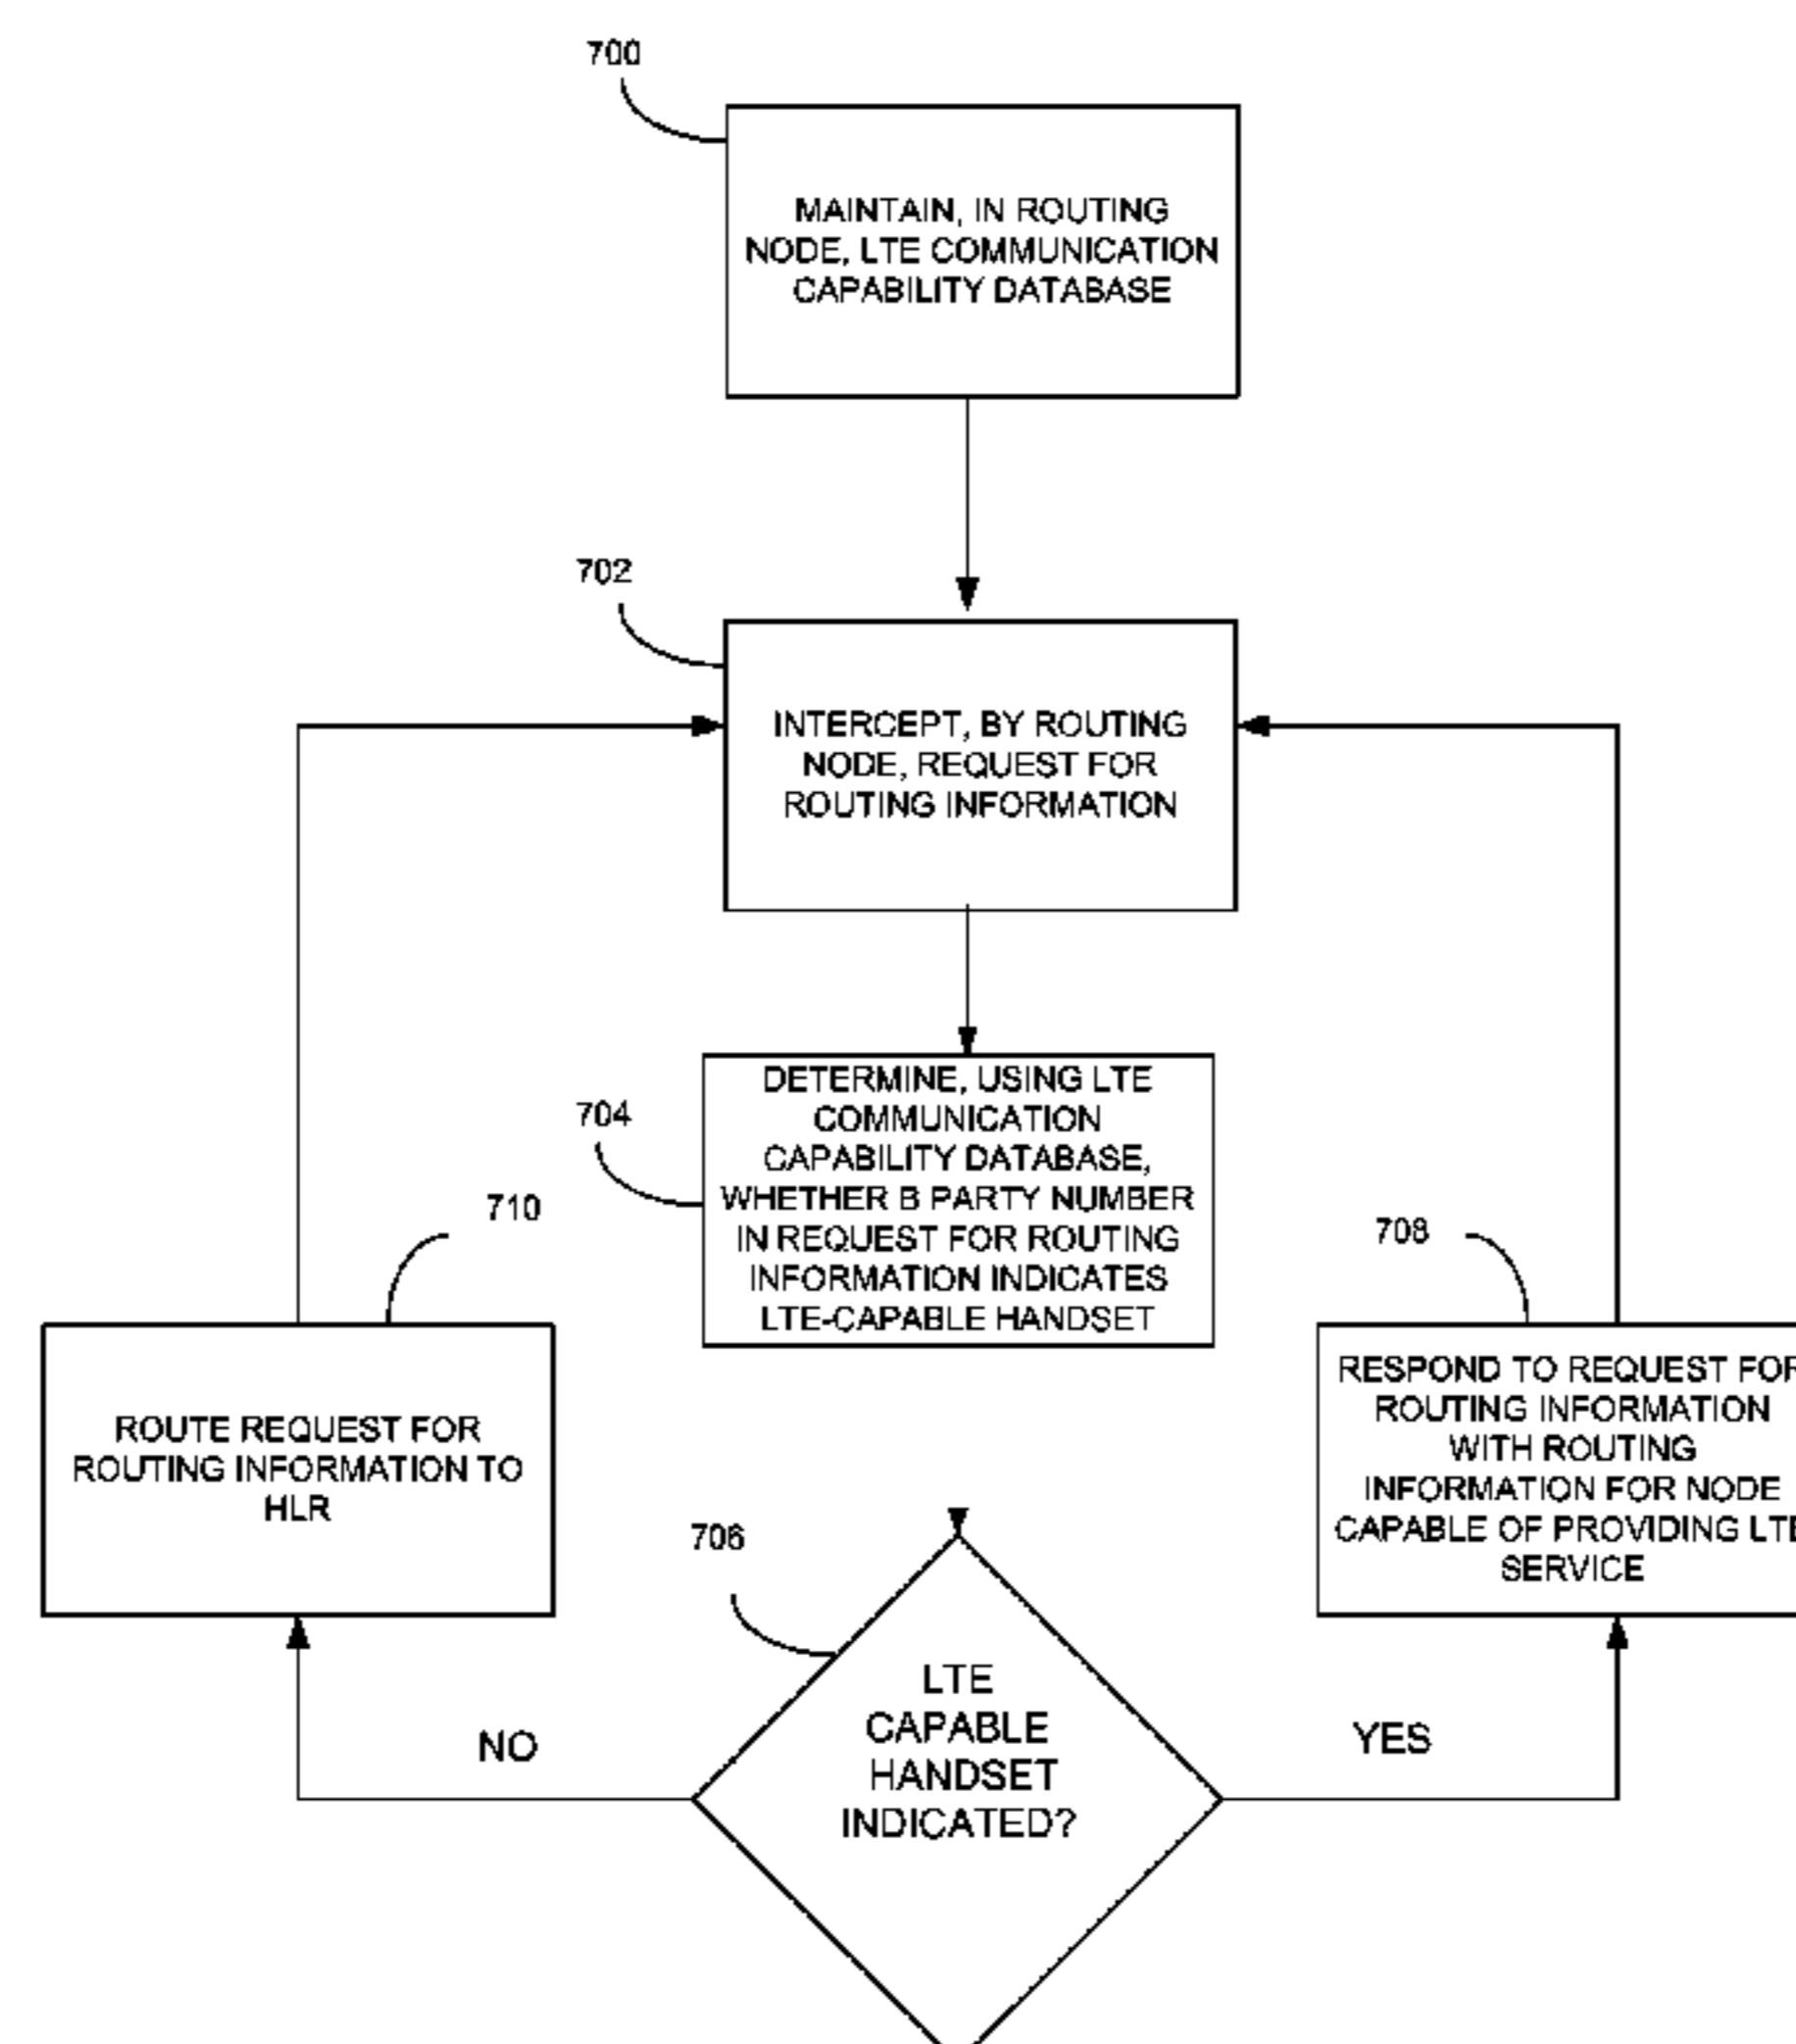 700
MAINTAIN, IN ROUTING
NODE, LTE COMMUNICATION
CAPABILITY DATABASE
702
INTERCEPT, BY ROUTING
NODE, REQUEST FOR
ROUTING INFORMATION
704
DETERMINE, USING LTE
COMMUNICATION
CAPABILITY DATABASE,
WHETHER B PARTY NUMBER
IN REQUEST FOR ROUTING
INFORMATION INDICATES
LTE-CAPABLE HANDSET
710
ROUTE REQUEST FOR
ROUTING INFORMATION TO
HLR
708
RESPOND TO REQUEST FOR
ROUTING INFORMATION
WITH ROUTING
INFORMATION FOR NODE
CAPABLE OF PROVIDING LTE
SERVICE
706
LTE
CAPABLE
HANDSET
INDICATED?
NO
YES